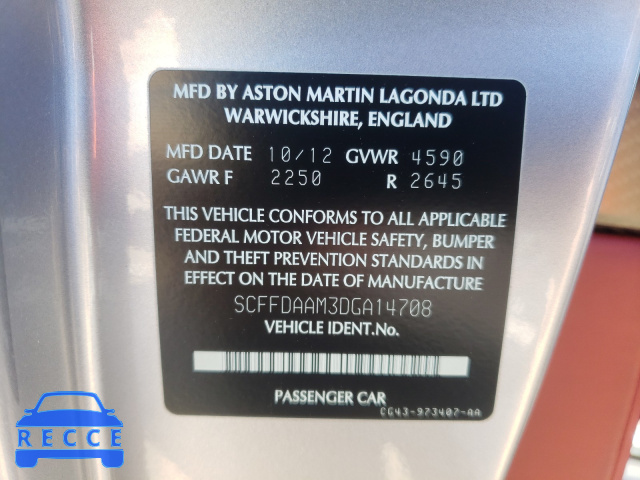 MFD BY ASTON MARTIN LAGONDA LTD
WARWICKSHIRE, ENGLAND
MFD DATE 10/12 GVWR 4590
GAWR F 2250 R 2645
THIS VEHICLE CONFORMS TO ALL APPLICABLE
FEDERAL MOTOR VEHICLE SAFETY, BUMPER
AND THEFT PREVENTION STANDARDS IN
EFFECT ON THE DATE OF MANUFACTURE
SCFFDAAM3DGA14708
VEHICLE IDENT.No.
PASSENGER CAR
CG43-973407-AA
RECCE